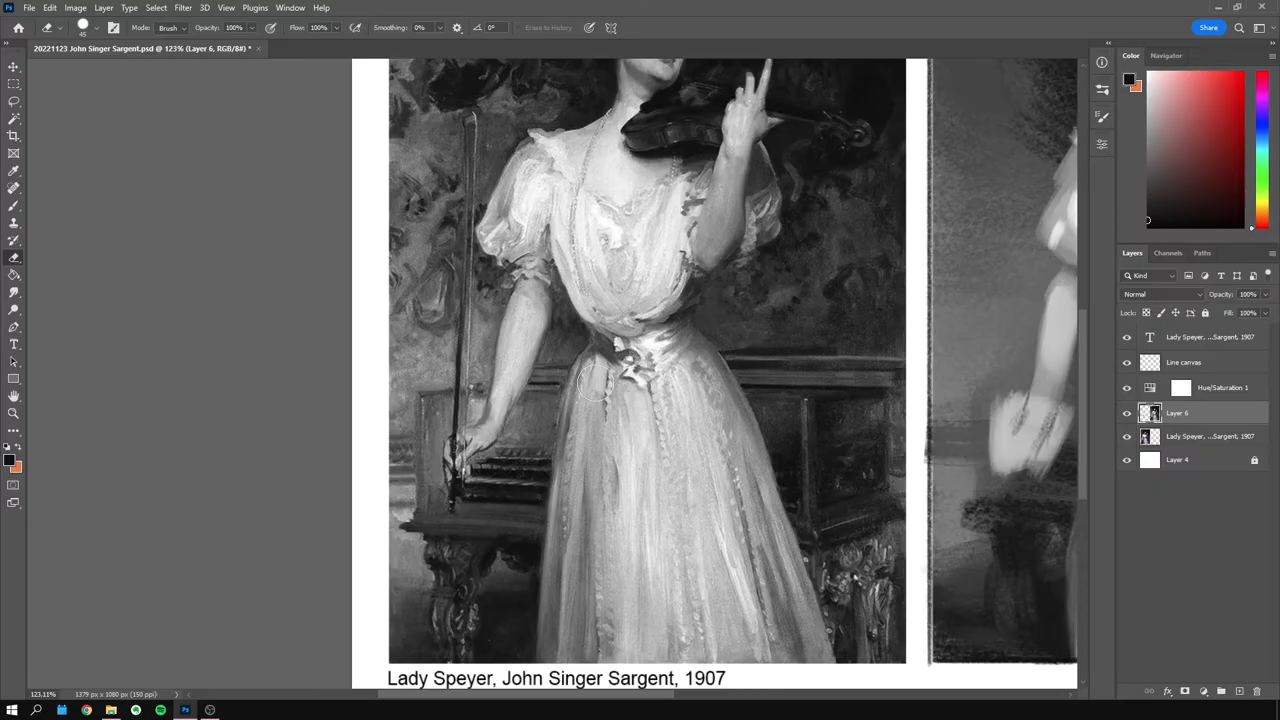 File Edit Image Layer Type Select Filter 3D View Plugins Window Help
45 Mode: Brush Opacity: 100% Flow: 100% Smoothing: 0% 0° Erase to History Share
20221123 John Singer Sargent.psd @ 123% (Layer 6, RGB/8#) * ×
Color Navigator
Layers Channels Paths
Kind
Normal Opacity: 100%
Lock: Fill: 100%
Lady Speyer, ...Sargent, 1907
Line canvas
Hue/Saturation 1
Layer 6
Lady Speyer, ...Sargent, 1907
Layer 4
Lady Speyer, John Singer Sargent, 1907
123.11% 1379 px x 1080 px (150 ppi)
Ps